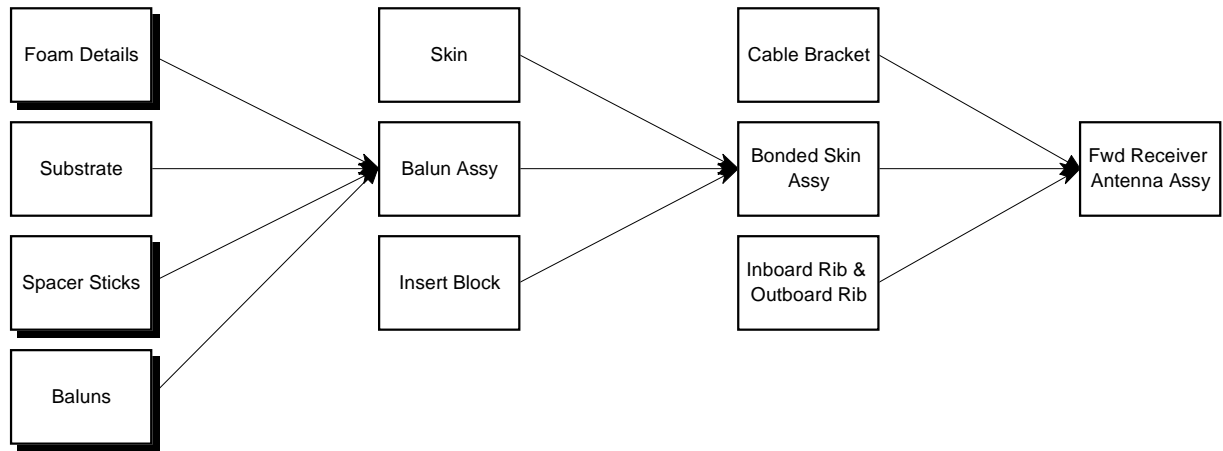 Foam Details
Substrate
Spacer Sticks
Baluns
Skin
Balun Assy
Insert Block
Cable Bracket
Bonded Skin
Assy
Inboard Rib &
Outboard Rib
Fwd Receiver
Antenna Assy